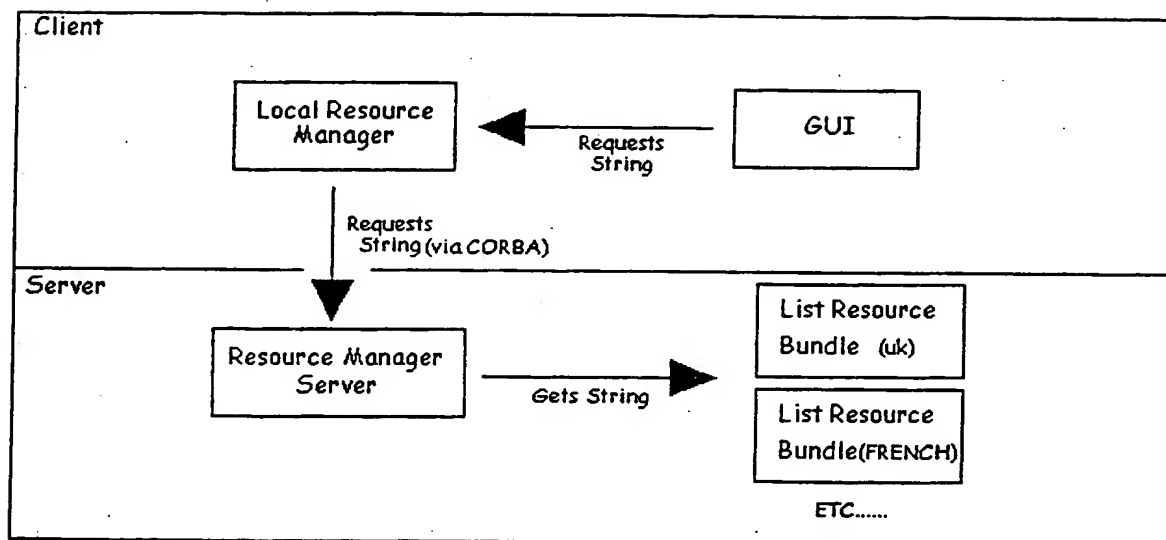 Client
Local Resource
Manager
GUI
Requests
String
Requests
String (via CORBA)
Server
Resource Manager
Server
Gets String
List Resource
Bundle (uk)
List Resource
Bundle(FRENCH)
ETC......